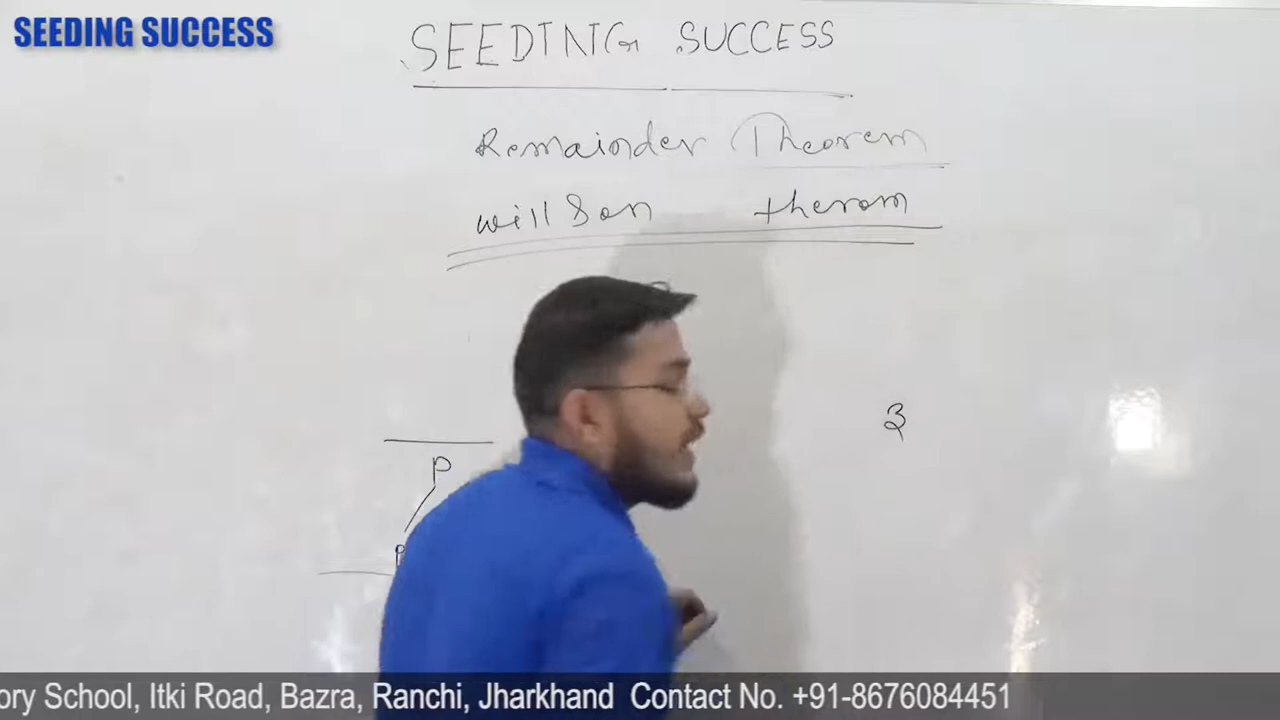 SEEDING SUCCESS
SEEDING SUCCESS
Remainder Theorem
willson therom
3
P
P
ory School, Itki Road, Bazra, Ranchi, Jharkhand Contact No. +91-8676084451